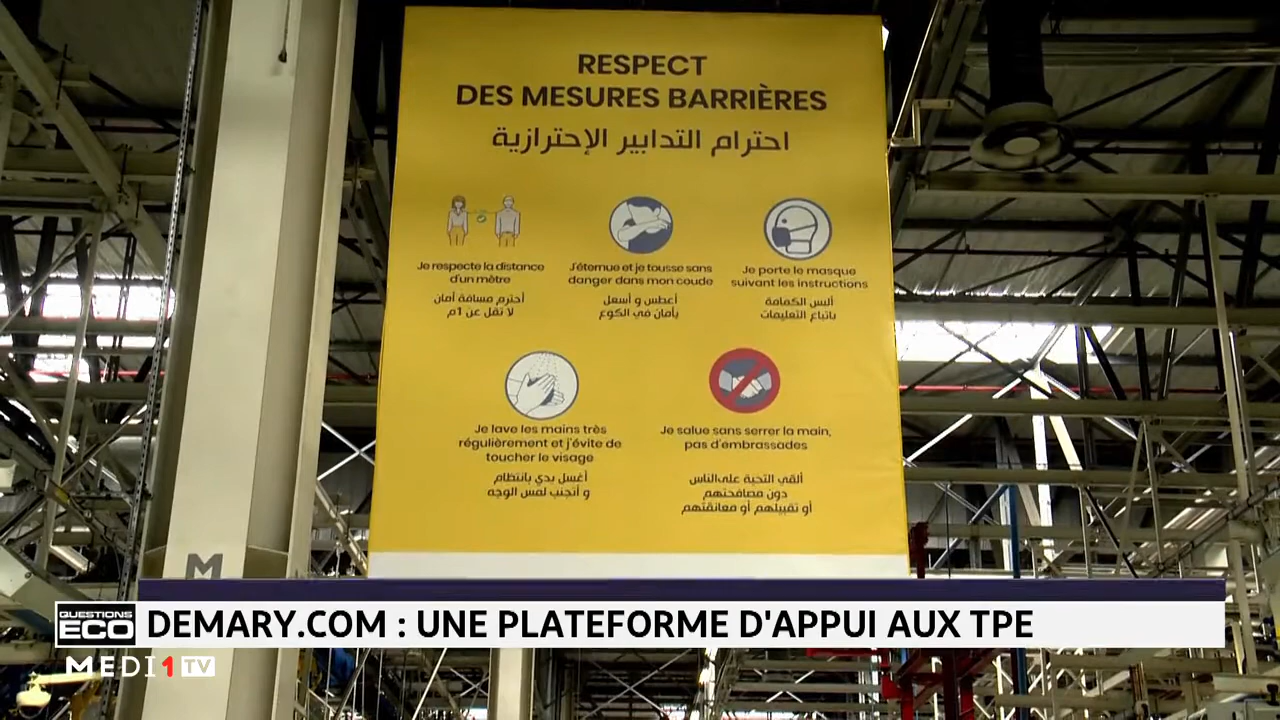 RESPECT
DES MESURES BARRIÈRES
احترام التدابير الإحترازية
Je respecte la distance
d'un mètre
أحترم مسافة أمان
لا تقل عن 1م
J'éternue et je tousse sans
danger dans mon coude
أعطس و أسعل
بأمان في الكوع
Je porte le masque
suivant les instructions
ألبس الكمامة
باتباع التعليمات
Je lave les mains très
régulièrement et j'évite de
toucher le visage
أغسل يدي بانتظام
و أتجنب لمس الوجه
Je salue sans serrer la main,
pas d'embrassades
ألقي التحية على الناس
دون مصافحتهم
أو تقبيلهم أو معانقتهم
M
QUESTIONS
ECO
DEMARY.COM : UNE PLATEFORME D'APPUI AUX TPE
MEDI1TV